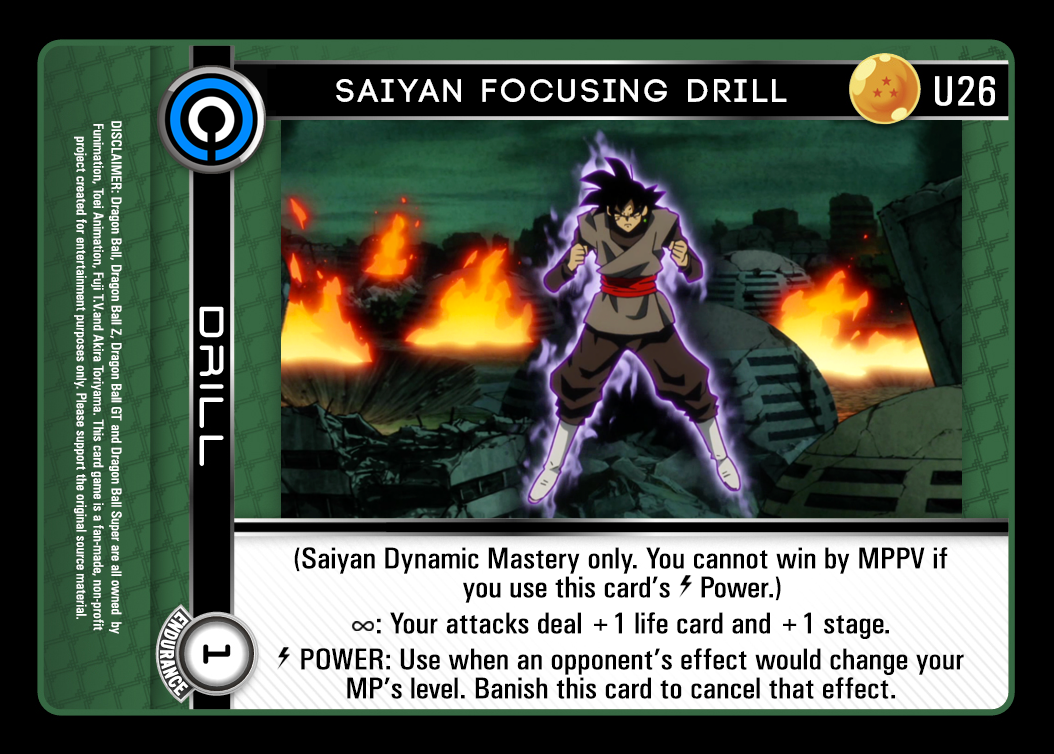 SAIYAN FOCUSING DRILL
U26
DISCLAIMER: Dragon Ball, Dragon Ball Z, Dragon Ball GT and Dragon Ball Super are all owned by
Funimation, Toei Animation, Fuji T.V.and Akira Toriyama. This card game is a fan-made, non-profit
project created for entertainment purposes only. Please support the original source material.
DRILL
ENDURANCE
1
(Saiyan Dynamic Mastery only. You cannot win by MPPV if
you use this card's Power.)
∞: Your attacks deal +1 life card and +1 stage.
POWER: Use when an opponent's effect would change your
MP's level. Banish this card to cancel that effect.